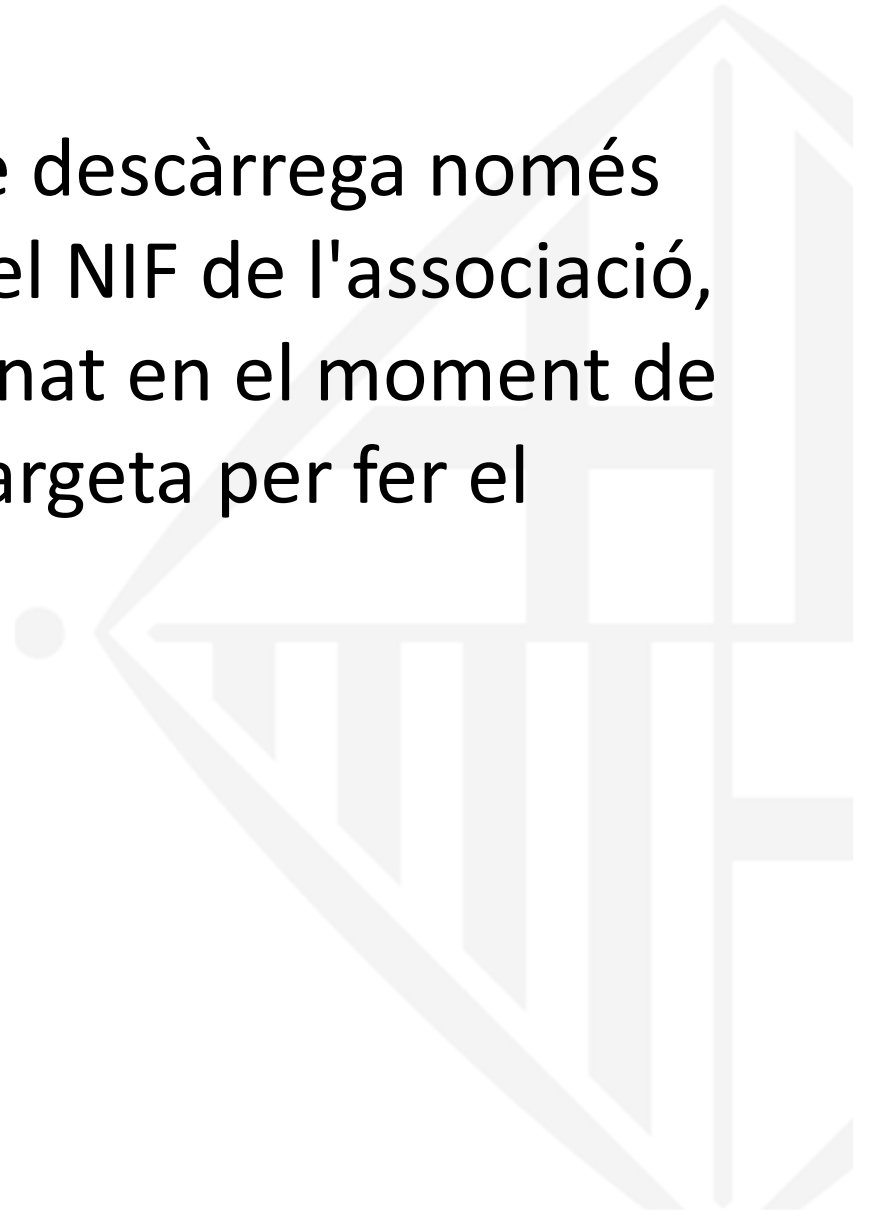 descàrrega només
el NIF de l'associació,
nat en el moment de
argeta per fer el